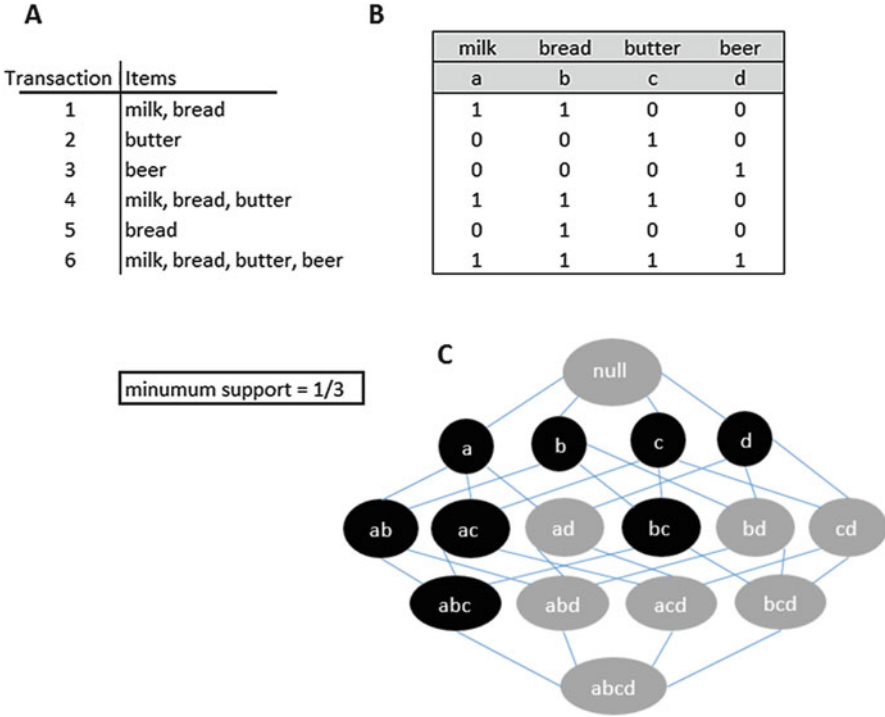 A
Transaction Items
1 milk, bread
2 butter
3 beer
4 milk, bread, butter
5 bread
6 milk, bread, butter, beer
B
milk bread butter beer
a b c d
1 1 0 0
0 0 1 0
0 0 0 1
1 1 1 0
0 1 0 0
1 1 1 1
minumum support = 1/3
C
null
a b c d
ab ac ad bc bd cd
abc abd acd bcd
abcd